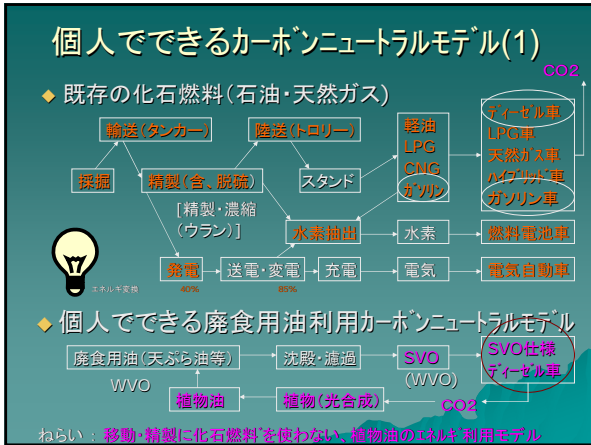 個人でできるカーボンニュートラルモデル(1)
CO2
◆ 既存の化石燃料(石油・天然ガス)
輸送(タンカー)
陸送(トロリー)
軽油
LPG
CNG
ガソリン
ディーゼル車
LPG車
天然ガス車
ハイブリッド車
ガソリン車
採掘
精製(含、脱硫)
スタンド
[精製・濃縮
(ウラン)]
水素抽出
水素
燃料電池車
エネルギ変換
発電
送電・変電
充電
電気
電気自動車
40%
85%
◆ 個人でできる廃食用油利用カーボンニュートラルモデル
廃食用油(天ぷら油等)
沈殿・濾過
SVO
SVO仕様
ディーゼル車
WVO
(WVO)
植物油
植物(光合成)
CO2
ねらい : 移動・精製に化石燃料を使わない、植物油のエネルギ利用モデル